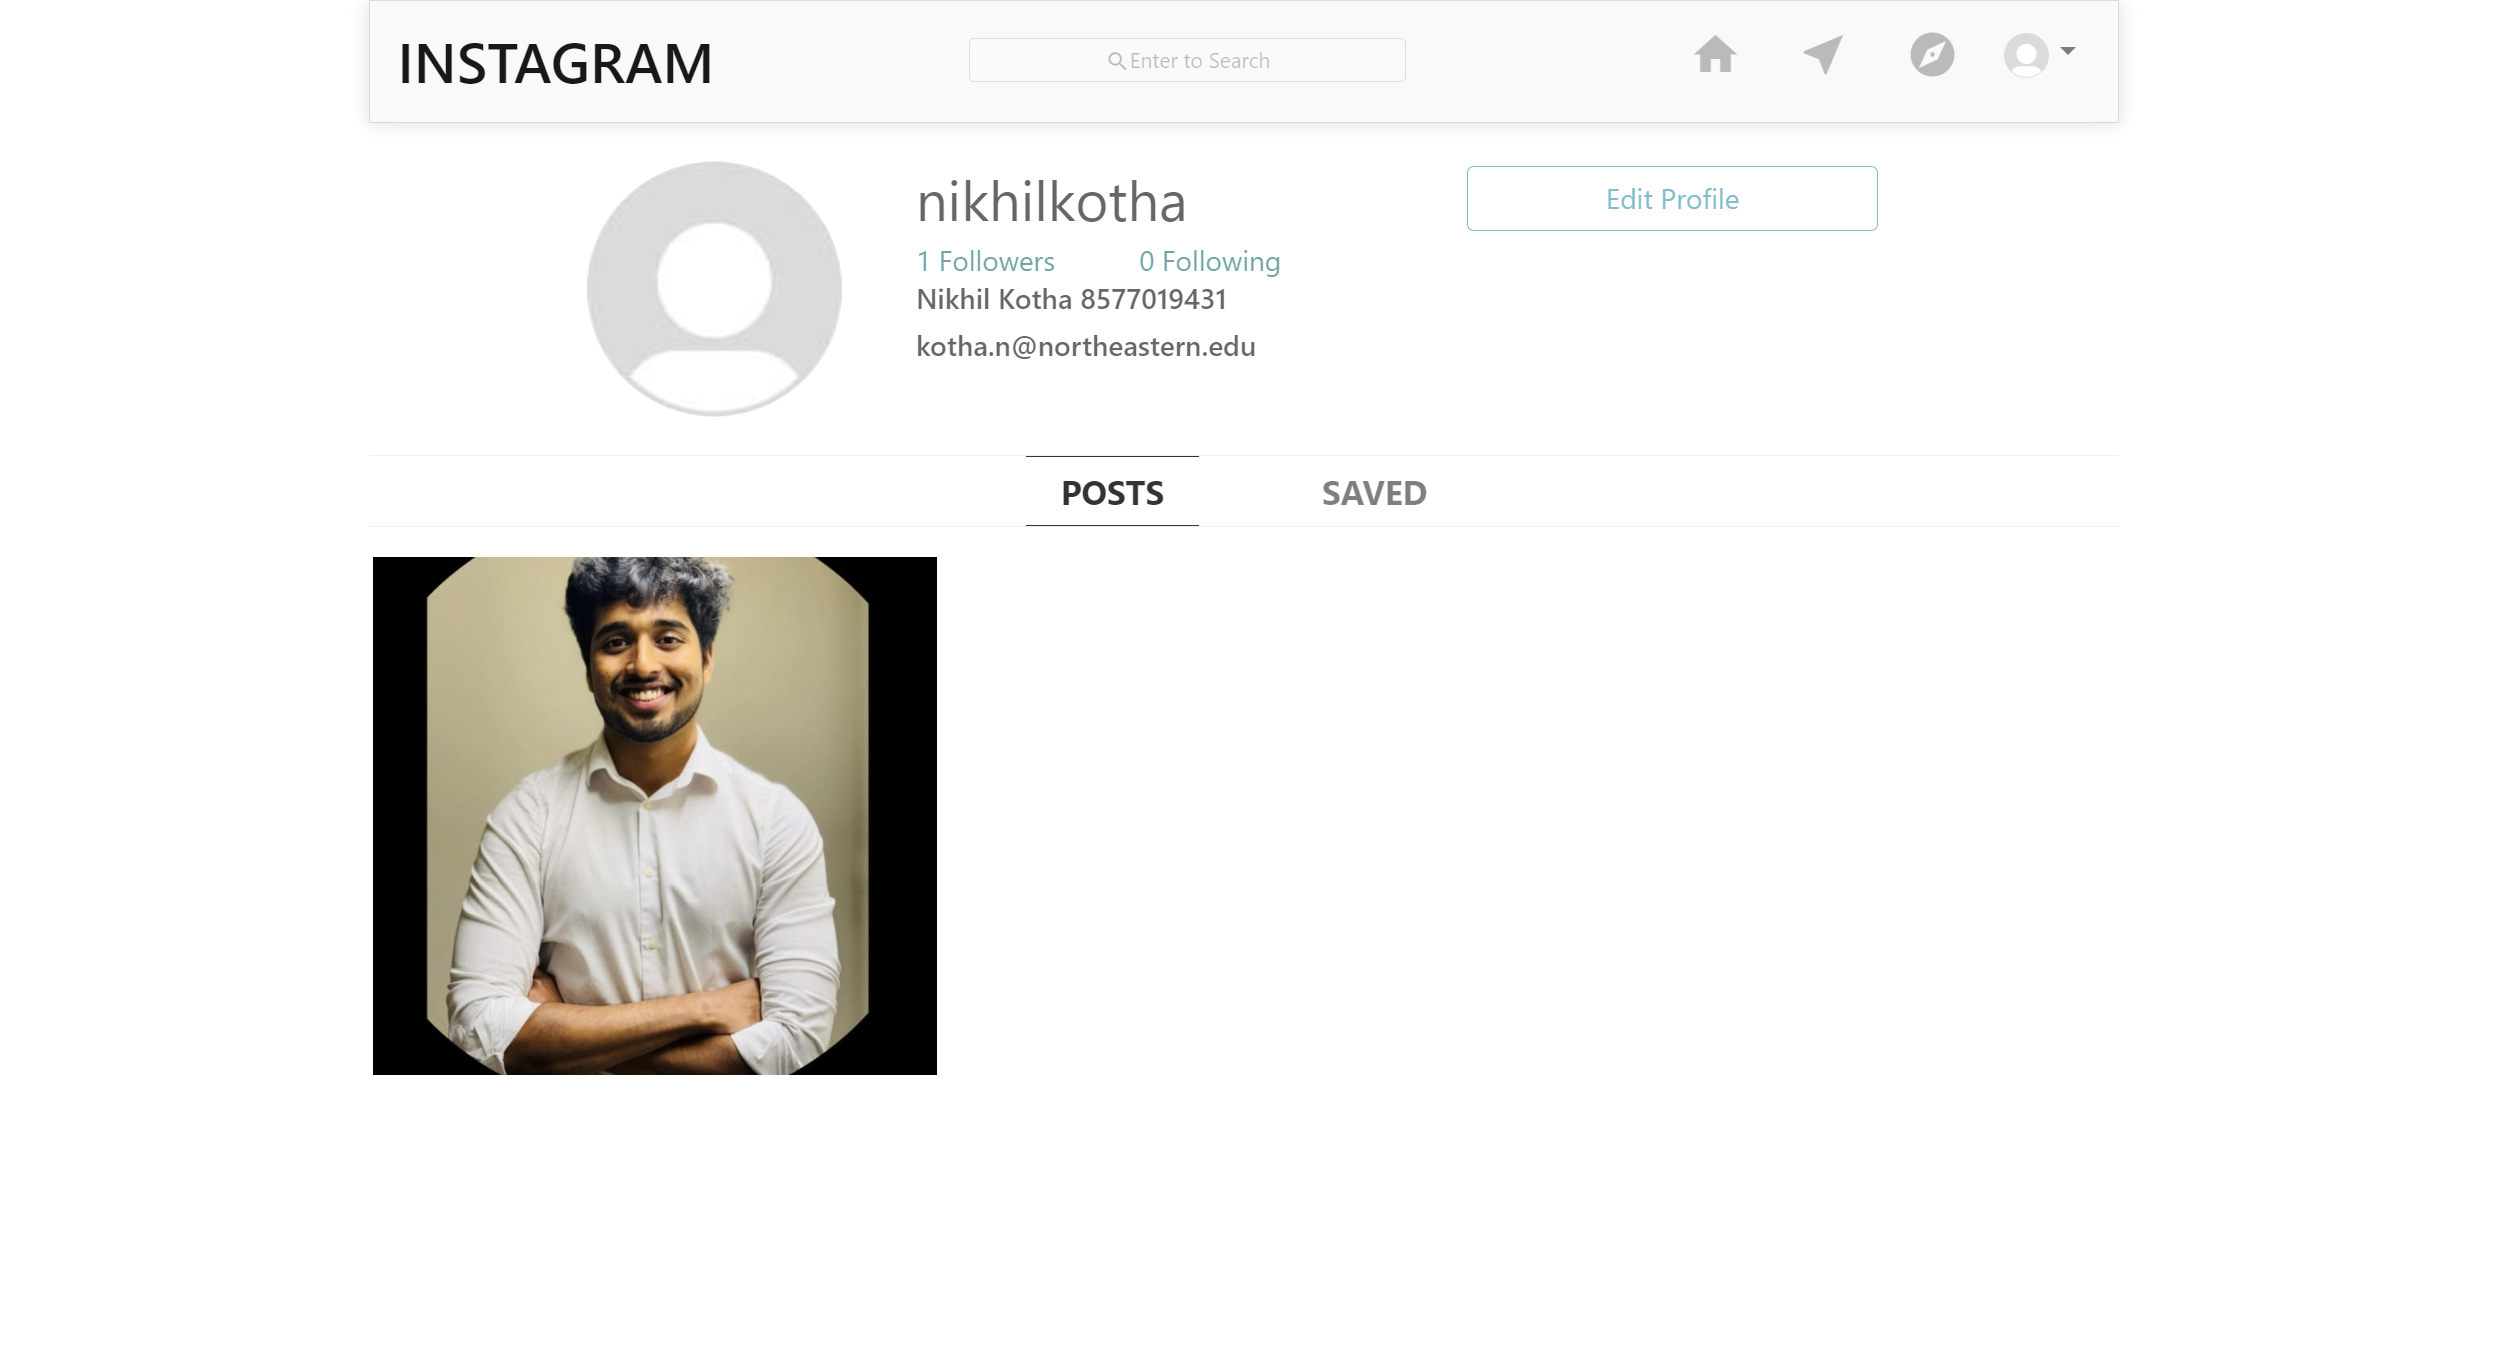 INSTAGRAM
Enter to Search
nikhilkotha
Edit Profile
1 Followers 0 Following
Nikhil Kotha 8577019431
kotha.n@northeastern.edu
POSTS SAVED